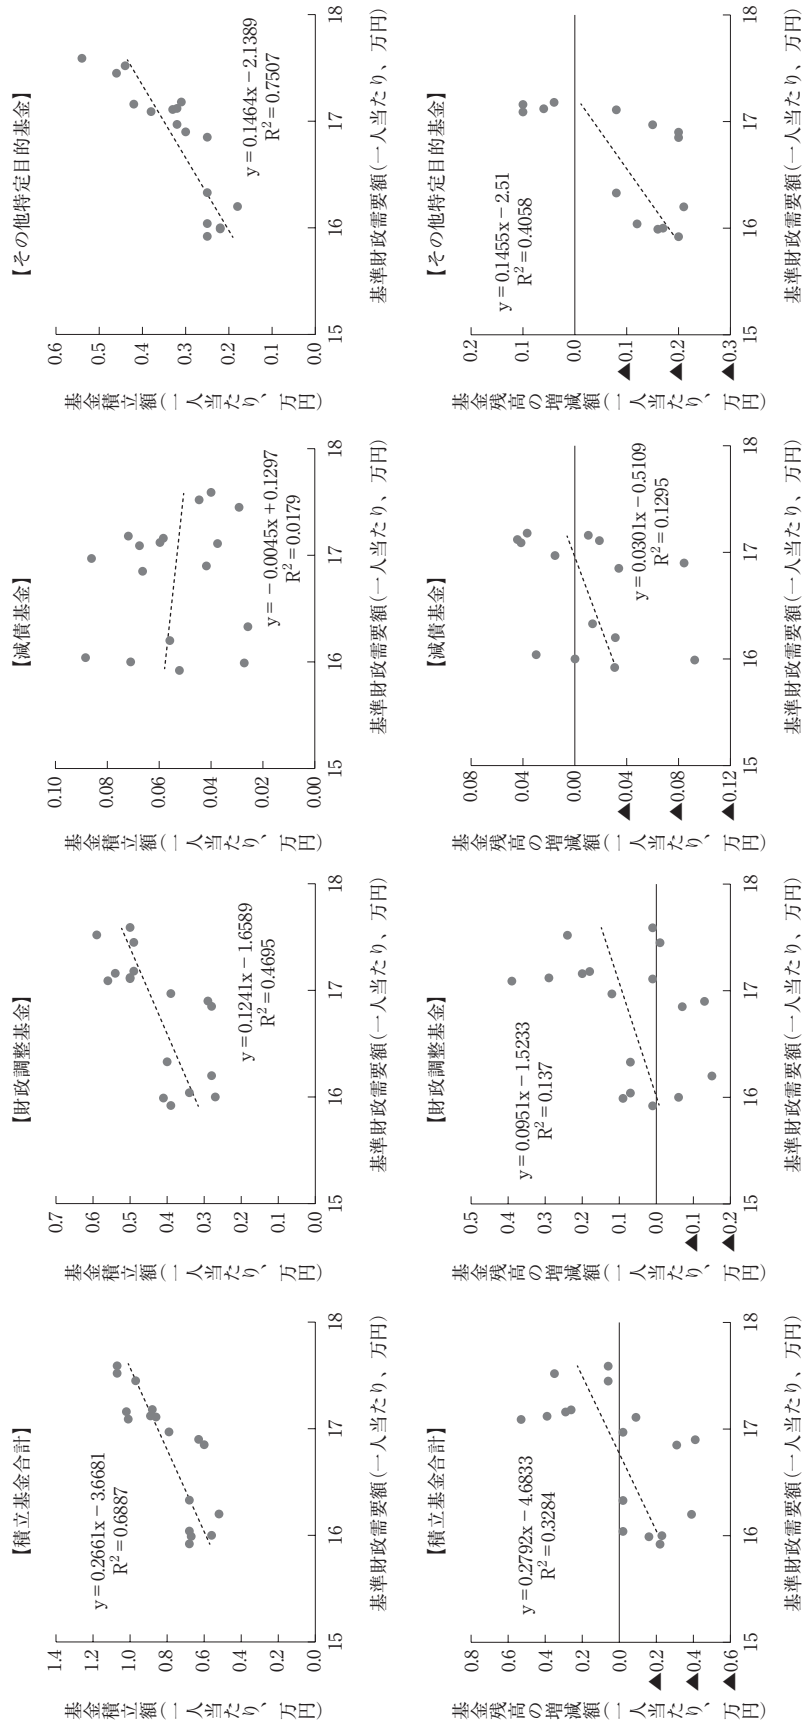 【積立基金合計】
基金積立額(一人当たり、万円)
1.4
1.2
1.0
0.8
0.6
0.4
0.2
0.0
y＝0.2661x－3.6681
R²＝0.6887
15
16
17
18
基準財政需要額(一人当たり、万円)
【財政調整基金】
基金積立額(一人当たり、万円)
0.7
0.6
0.5
0.4
0.3
0.2
0.1
0.0
y＝0.1241x－1.6589
R²＝0.4695
15
16
17
18
基準財政需要額(一人当たり、万円)
【減債基金】
基金積立額(一人当たり、万円)
0.10
0.08
0.06
0.04
0.02
0.00
y＝－0.0045x＋0.1297
R²＝0.0179
15
16
17
18
基準財政需要額(一人当たり、万円)
【その他特定目的基金】
基金積立額(一人当たり、万円)
0.6
0.5
0.4
0.3
0.2
0.1
0.0
y＝0.1464x－2.1389
R²＝0.7507
15
16
17
18
基準財政需要額(一人当たり、万円)
【積立基金合計】
基金残高の増減額(一人当たり、万円)
0.8
0.6
0.4
0.2
0.0
▲0.2
▲0.4
▲0.6
y＝0.2792x－4.6833
R²＝0.3284
15
16
17
18
基準財政需要額(一人当たり、万円)
【財政調整基金】
基金残高の増減額(一人当たり、万円)
0.5
0.4
0.3
0.2
0.1
0.0
▲0.1
▲0.2
y＝0.0951x－1.5233
R²＝0.137
15
16
17
18
基準財政需要額(一人当たり、万円)
【減債基金】
基金残高の増減額(一人当たり、万円)
0.08
0.04
0.00
▲0.04
▲0.08
▲0.12
y＝0.0301x－0.5109
R²＝0.1295
15
16
17
18
基準財政需要額(一人当たり、万円)
【その他特定目的基金】
基金残高の増減額(一人当たり、万円)
0.2
0.1
0.0
▲0.1
▲0.2
▲0.3
y＝0.1455x－2.51
R²＝0.4058
15
16
17
18
基準財政需要額(一人当たり、万円)